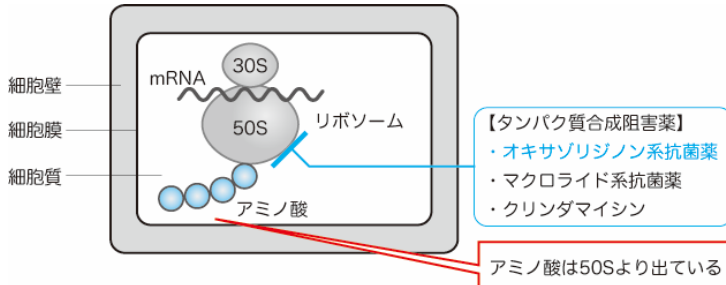 細胞壁
細胞膜
細胞質
mRNA
30S
50S
リボソーム
アミノ酸
【タンパク質合成阻害薬】
・オキサゾリジノン系抗菌薬
・マクロライド系抗菌薬
・クリンダマイシン
アミノ酸は50Sより出ている